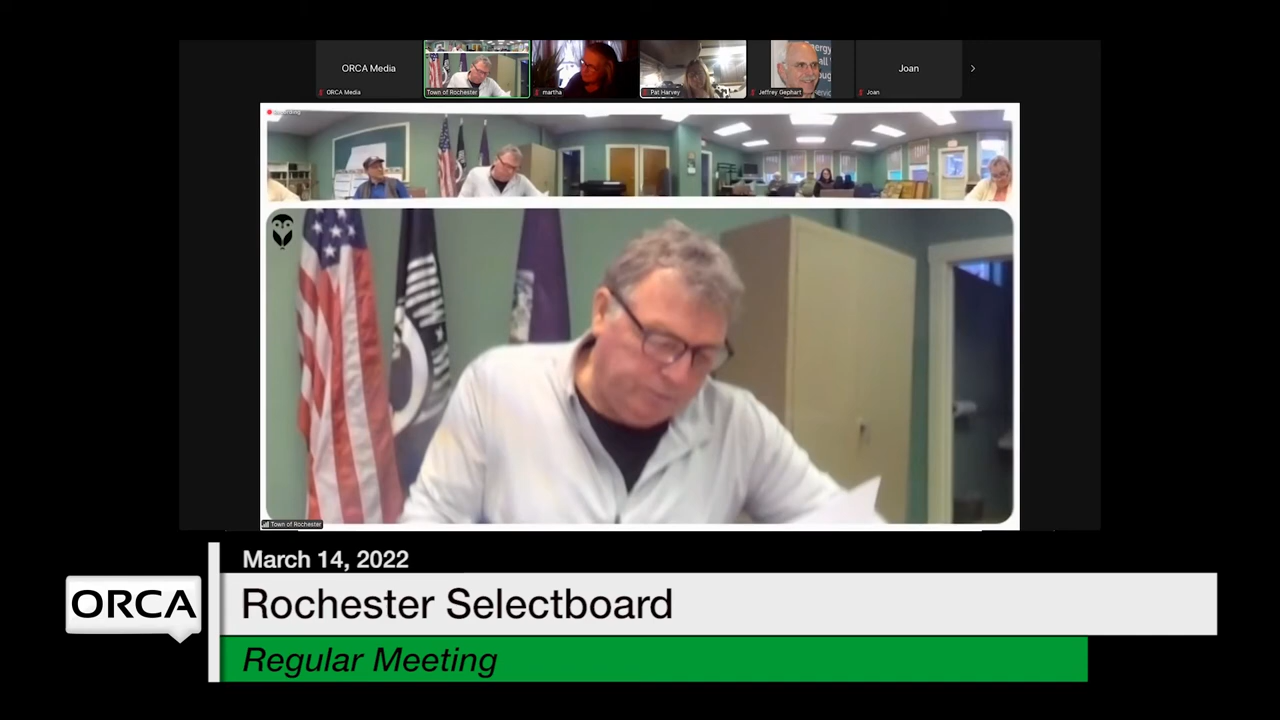 ORCA Media
Joan
ORCA Media
Town of Rochester
martha
Pat Harvey
Jeffrey Gephart
Joan
Town of Rochester
March 14, 2022
ORCA
Rochester Selectboard
Regular Meeting